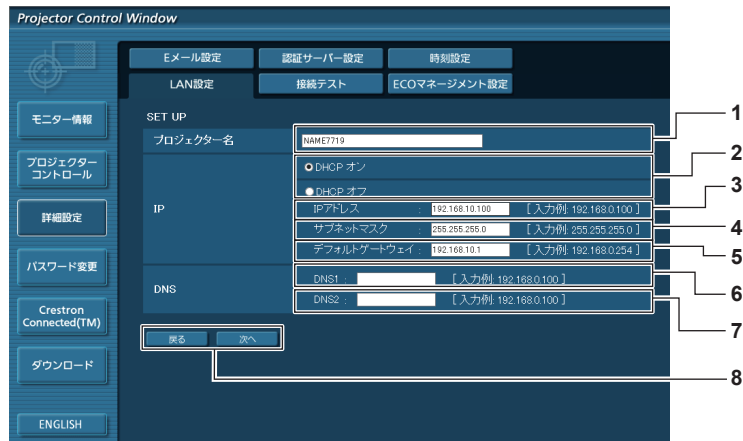 Projector Control Window
Eメール設定 認証サーバー設定 時刻設定
LAN設定 接続テスト ECOマネージメント設定
モニター情報
プロジェクター
コントロール
詳細設定
パスワード変更
Crestron
Connected(TM)
ダウンロード
ENGLISH
SET UP
プロジェクター名 NAME7719 1
IP
DHCP オン 2
DHCP オフ
IPアドレス : 192.168.10.100 [ 入力例: 192.168.0.100 ] 3
サブネットマスク : 255.255.255.0 [ 入力例: 255.255.255.0 ] 4
デフォルトゲートウェイ : 192.168.10.1 [ 入力例: 192.168.0.254 ] 5
DNS
DNS1 : [ 入力例: 192.168.0.100 ] 6
DNS2 : [ 入力例: 192.168.0.100 ] 7
戻る 次へ 8